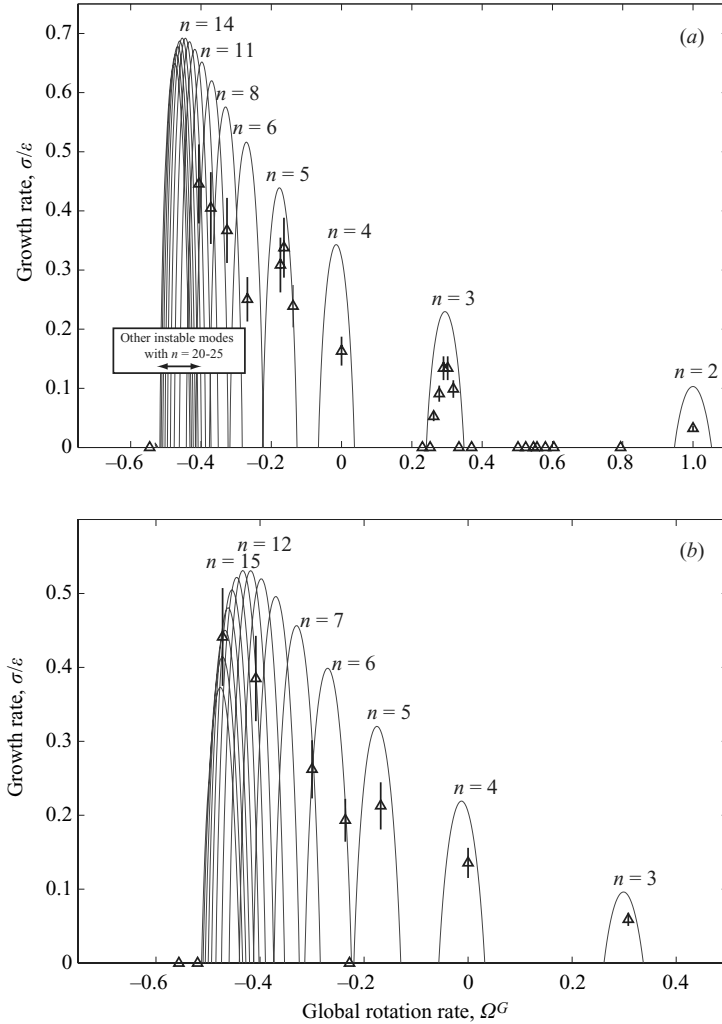 (a)
n = 14
n = 11
n = 8
n = 6
n = 5
n = 4
n = 3
n = 2
0.7
0.6
0.5
0.4
0.3
0.2
0.1
0
Growth rate, σ/ε
Other instable modes
with n = 20-25
–0.6
–0.4
–0.2
0
0.2
0.4
0.6
0.8
1.0
(b)
n = 12
n = 15
n = 7
n = 6
n = 5
n = 4
n = 3
0.5
0.4
0.3
0.2
0.1
0
Growth rate, σ/ε
–0.6
–0.4
–0.2
0
0.2
0.4
Global rotation rate, Ω^G